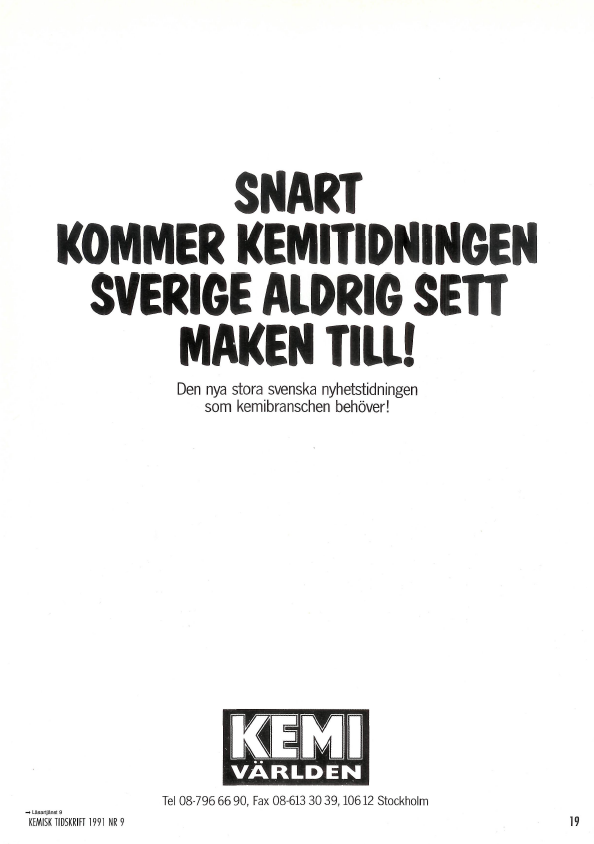 SNART
KOMMER KEMITIDNINGEN
SVERIGE ALDRIG SETT
MAKEN TILL!
Den nya stora svenska nyhetstidningen
som kemibranschen behöver!
KEMI
VÄRLDEN
Tel 08-796 66 90, Fax 08-613 30 39, 106 12 Stockholm
→ Läsartjänst 9
KEMISK TIDSKRIFT 1991 NR 9
19